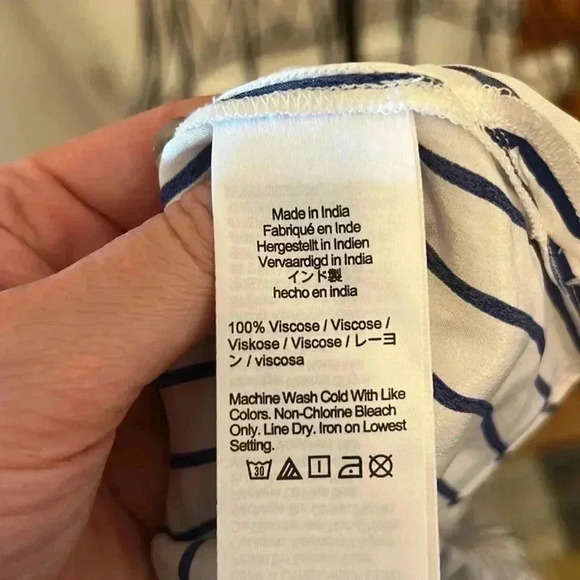 Made in India
Fabriqué en Inde
Hergestellt in Indien
Vervaardigd in India
インド製
hecho en india
100% Viscose / Viscose /
Viskose / Viscose / レーヨ
ン / viscosa
Machine Wash Cold With Like
Colors. Non-Chlorine Bleach
Only. Line Dry. Iron on Lowest
Setting.
30